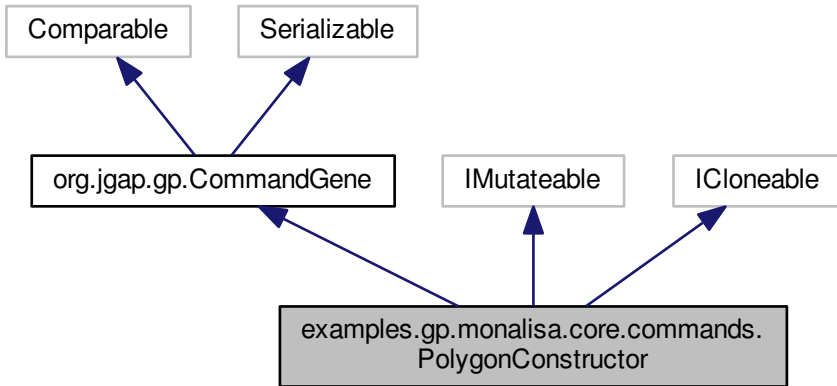 Comparable
Serializable
org.jgap.gp.CommandGene
IMutateable
ICloneable
examples.gp.monalisa.core.commands.
PolygonConstructor